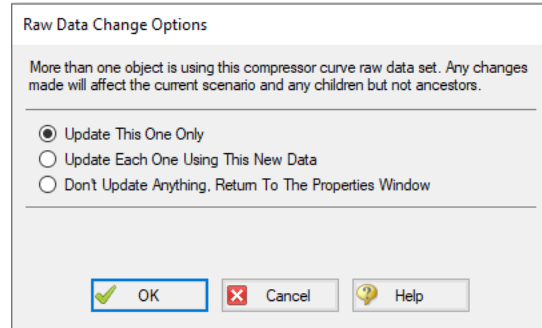 Raw Data Change Options
More than one object is using this compressor curve raw data set. Any changes
made will affect the current scenario and any children but not ancestors.
Update This One Only
Update Each One Using This New Data
Don't Update Anything, Return To The Properties Window
OK Cancel Help